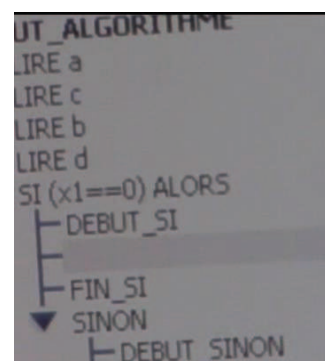 UT_ALGORITHME
LIRE a
LIRE c
LIRE b
LIRE d
SI (x1==0) ALORS
DEBUT_SI
FIN_SI
SINON
DEBUT_SINON